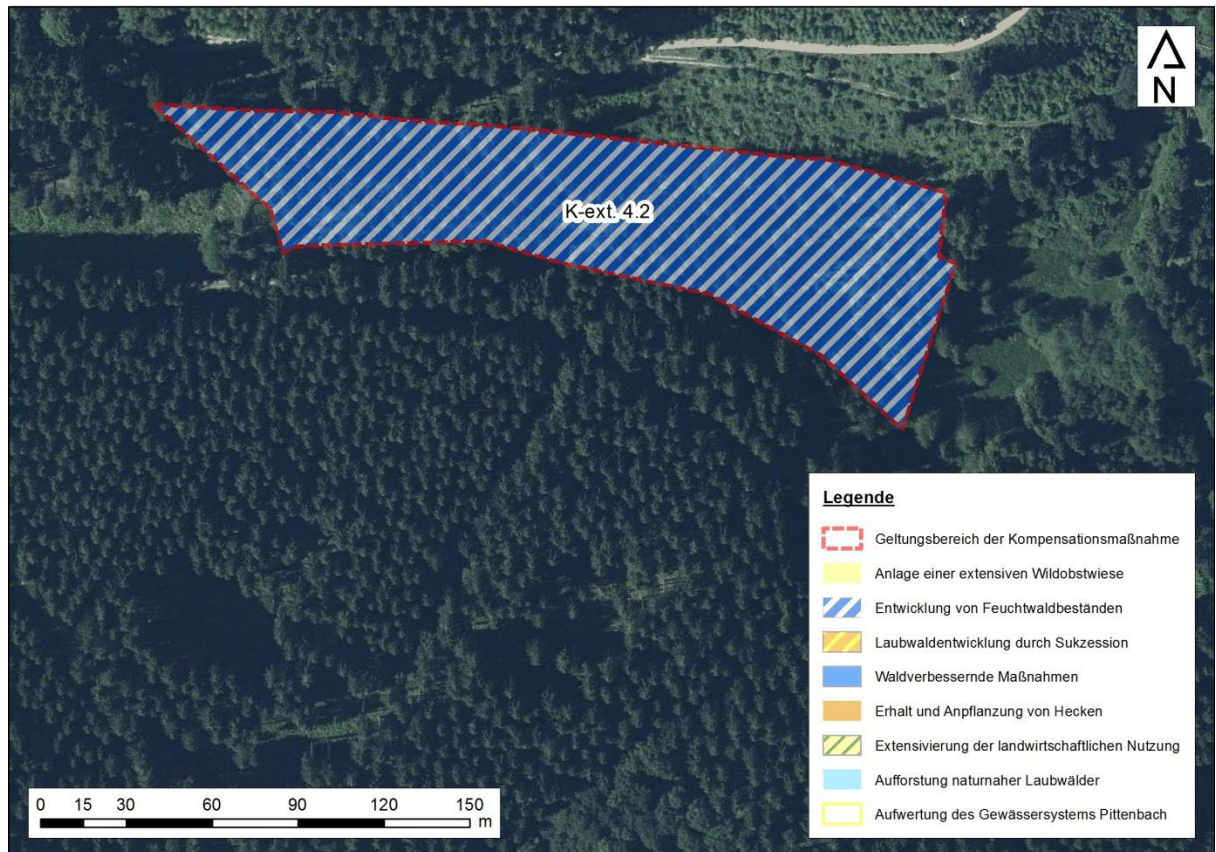 N
K-ext. 4.2
Legende
Geltungsbereich der Kompensationsmaßnahme
Anlage einer extensiven Wildobstwiese
Entwicklung von Feuchtwaldbeständen
Laubwaldentwicklung durch Sukzession
Waldverbessernde Maßnahmen
Erhalt und Anpflanzung von Hecken
Extensivierung der landwirtschaftlichen Nutzung
Aufforstung naturnaher Laubwälder
Aufwertung des Gewässersystems Pittenbach
0 15 30 60 90 120 150
m